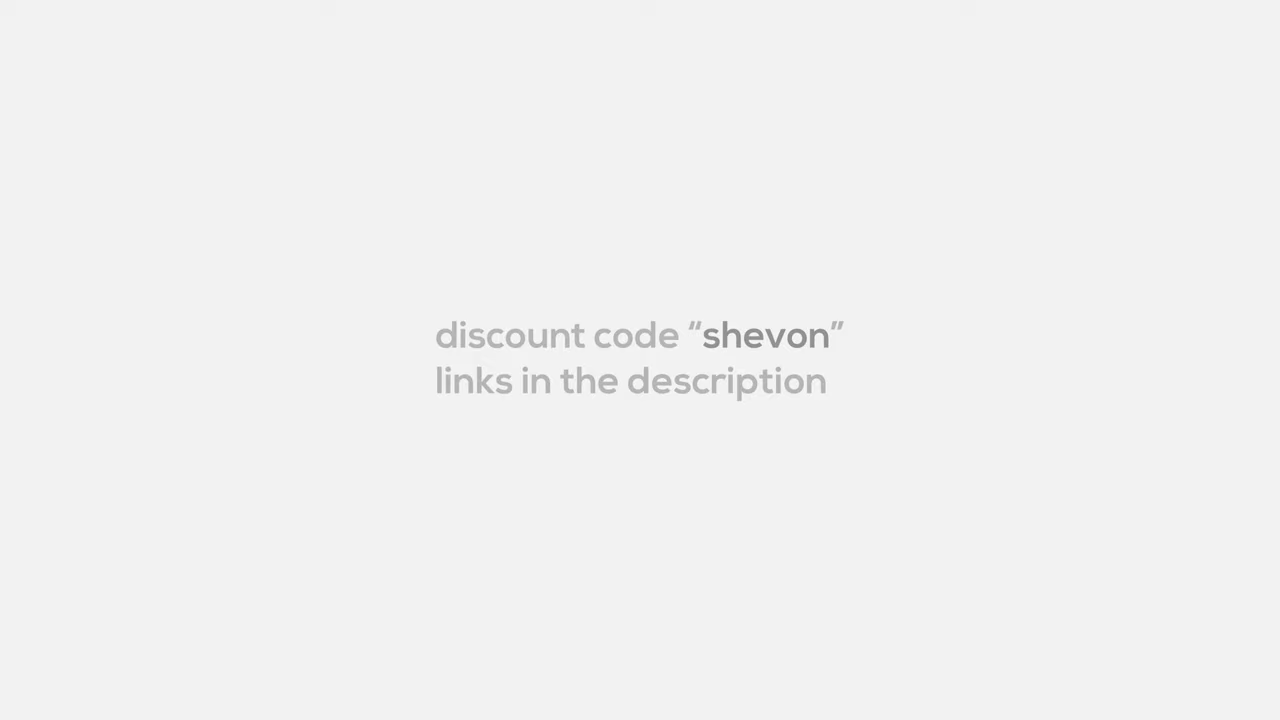 discount code “shevon”
links in the description